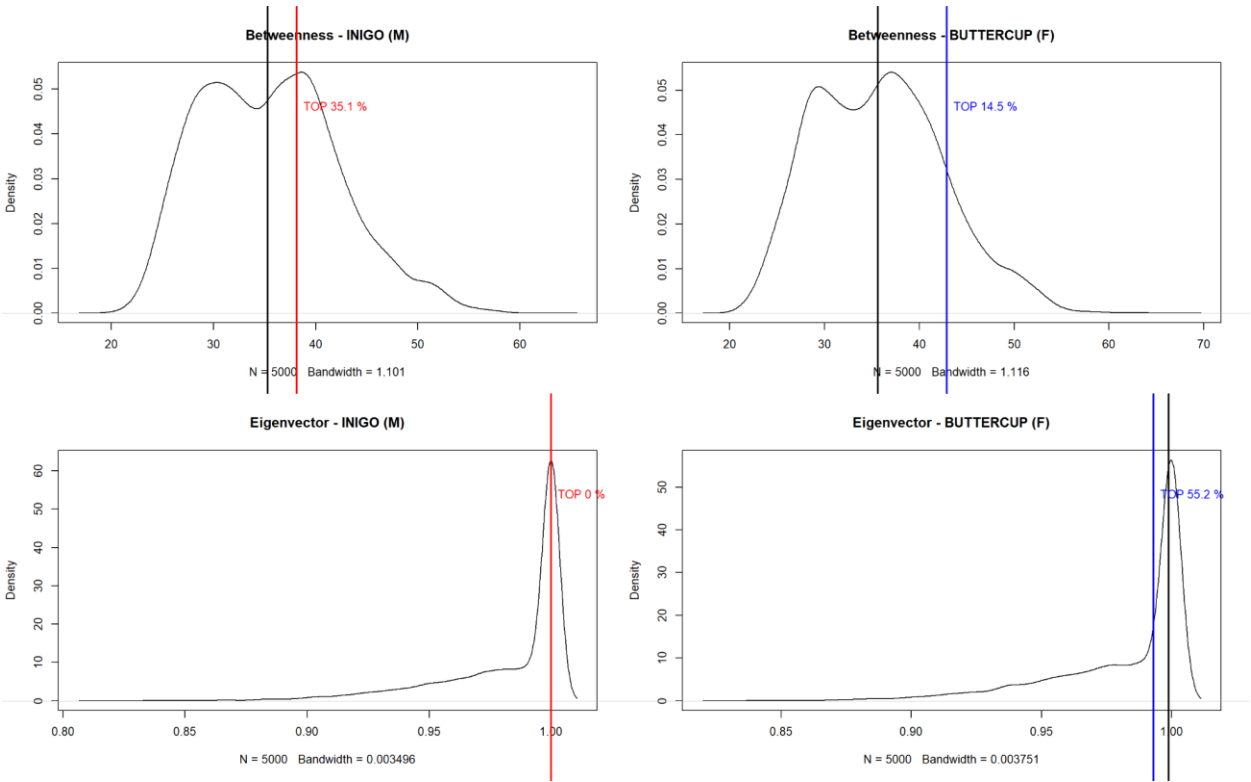 Betweenness - INIGO (M)
Density
0.00 0.01 0.02 0.03 0.04 0.05
TOP 35.1 %
20 30 40 50 60
N = 5000 Bandwidth = 1.101
Betweenness - BUTTERCUP (F)
Density
0.00 0.01 0.02 0.03 0.04 0.05
TOP 14.5 %
20 30 40 50 60 70
N = 5000 Bandwidth = 1.116
Eigenvector - INIGO (M)
Density
0 10 20 30 40 50 60
TOP 0 %
0.80 0.85 0.90 0.95 1.00
N = 5000 Bandwidth = 0.003496
Eigenvector - BUTTERCUP (F)
Density
0 10 20 30 40 50
TOP 55.2 %
0.85 0.90 0.95 1.00
N = 5000 Bandwidth = 0.003751